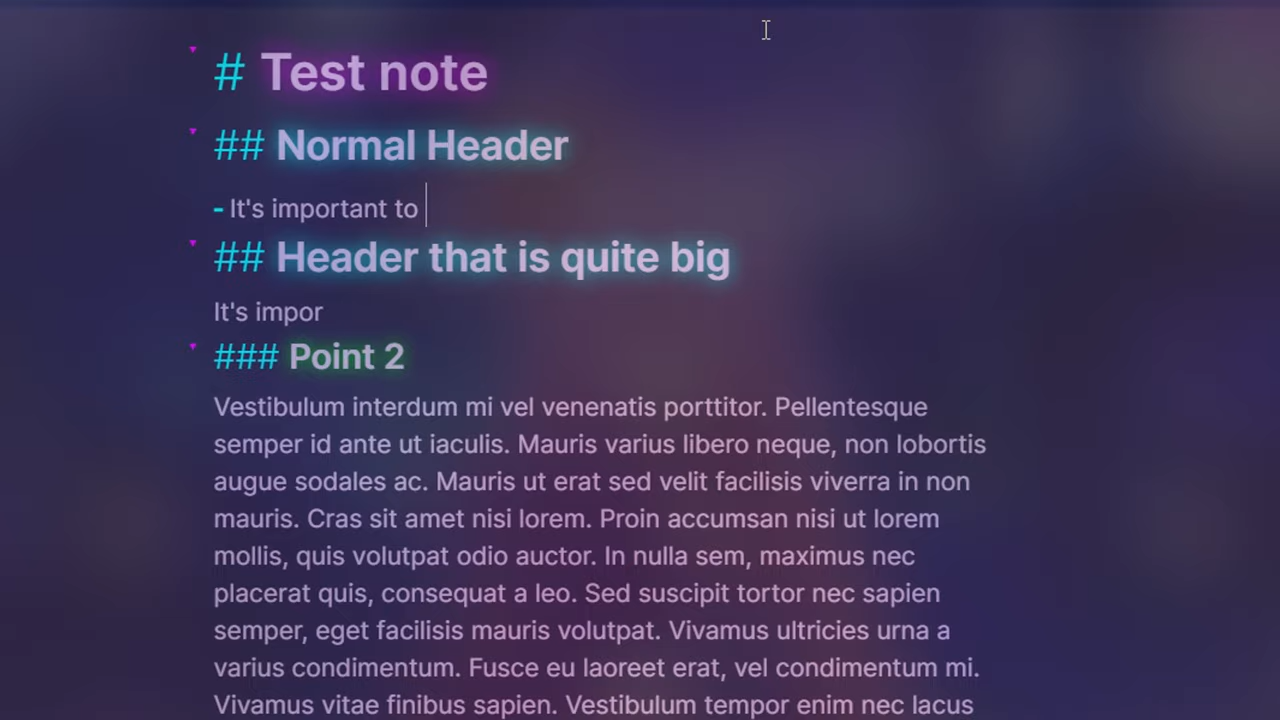 # Test note
## Normal Header
- It's important to
## Header that is quite big
It's impor
### Point 2
Vestibulum interdum mi vel venenatis porttitor. Pellentesque
semper id ante ut iaculis. Mauris varius libero neque, non lobortis
augue sodales ac. Mauris ut erat sed velit facilisis viverra in non
mauris. Cras sit amet nisi lorem. Proin accumsan nisi ut lorem
mollis, quis volutpat odio auctor. In nulla sem, maximus nec
placerat quis, consequat a leo. Sed suscipit tortor nec sapien
semper, eget facilisis mauris volutpat. Vivamus ultricies urna a
varius condimentum. Fusce eu laoreet erat, vel condimentum mi.
Vivamus vitae finibus sapien. Vestibulum tempor enim nec lacus